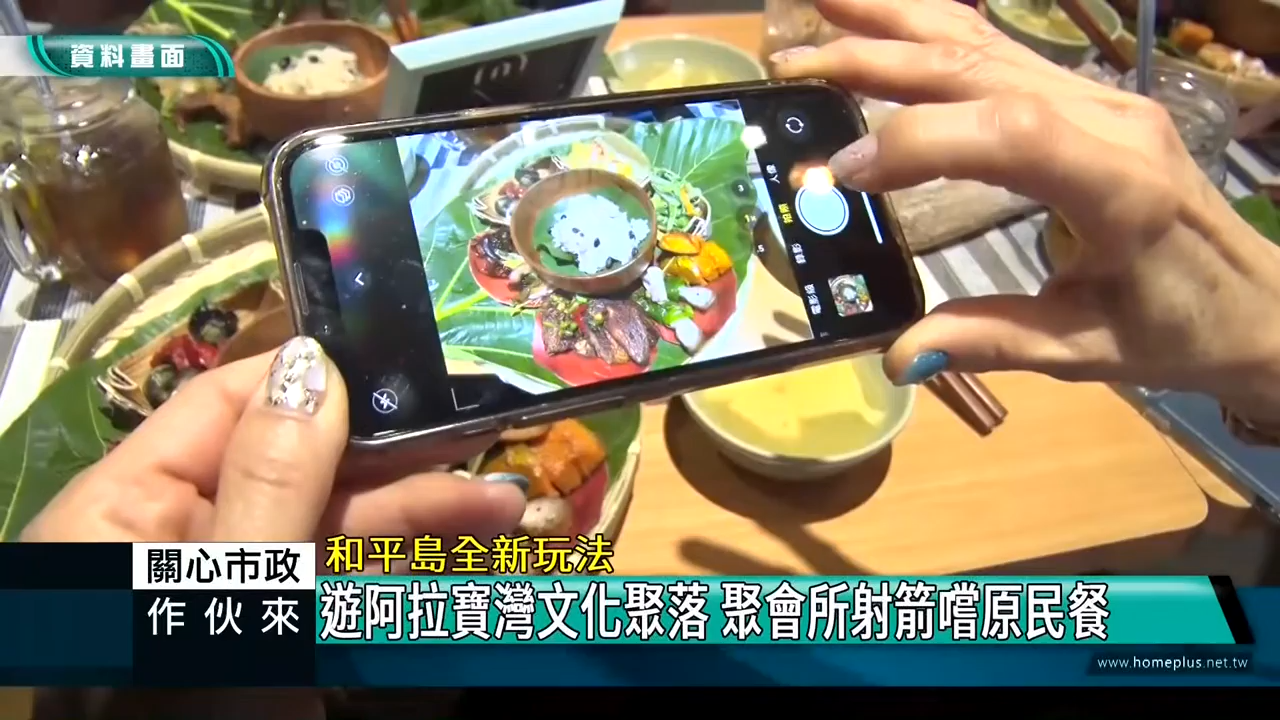 資料畫面
和平島全新玩法
關心市政
作伙來
遊阿拉寶灣文化聚落 聚會所射箭嚐原民餐
www.homeplus.net.tw